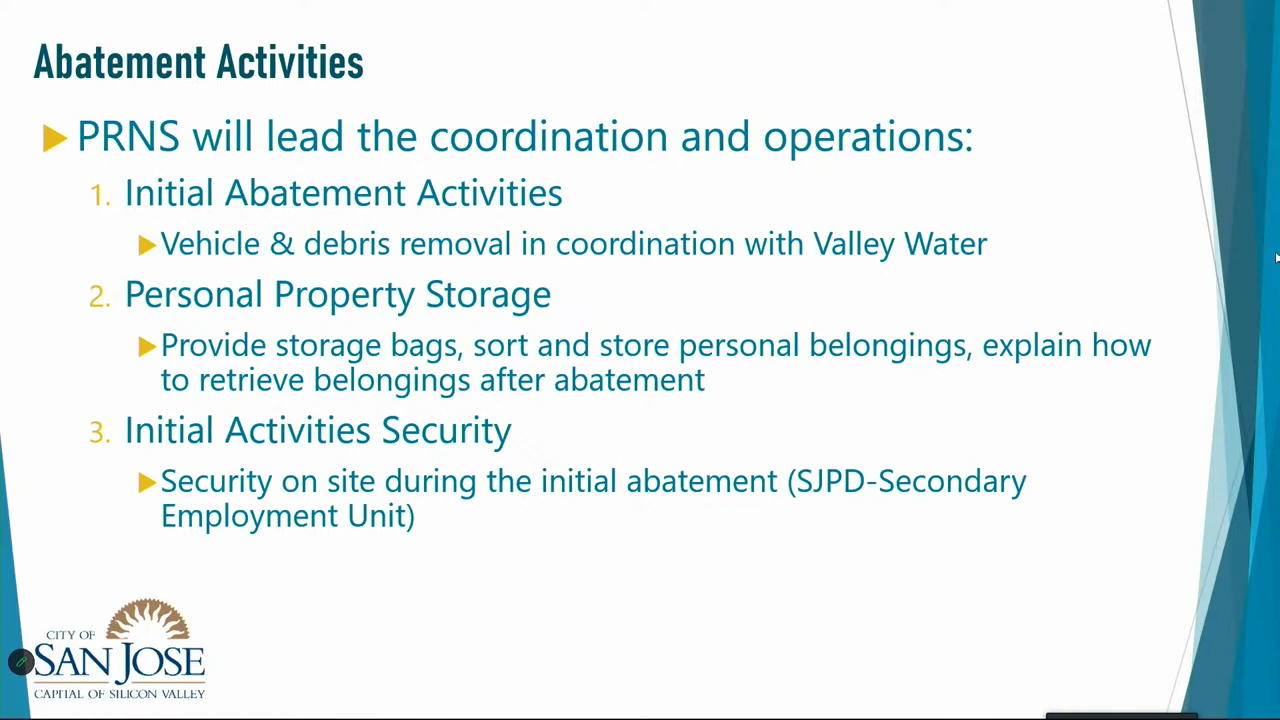 Abatement Activities
PRNS will lead the coordination and operations:
1. Initial Abatement Activities
Vehicle & debris removal in coordination with Valley Water
2. Personal Property Storage
Provide storage bags, sort and store personal belongings, explain how
to retrieve belongings after abatement
3. Initial Activities Security
Security on site during the initial abatement (SJPD-Secondary
Employment Unit)
CITY OF
SAN JOSE
CAPITAL OF SILICON VALLEY